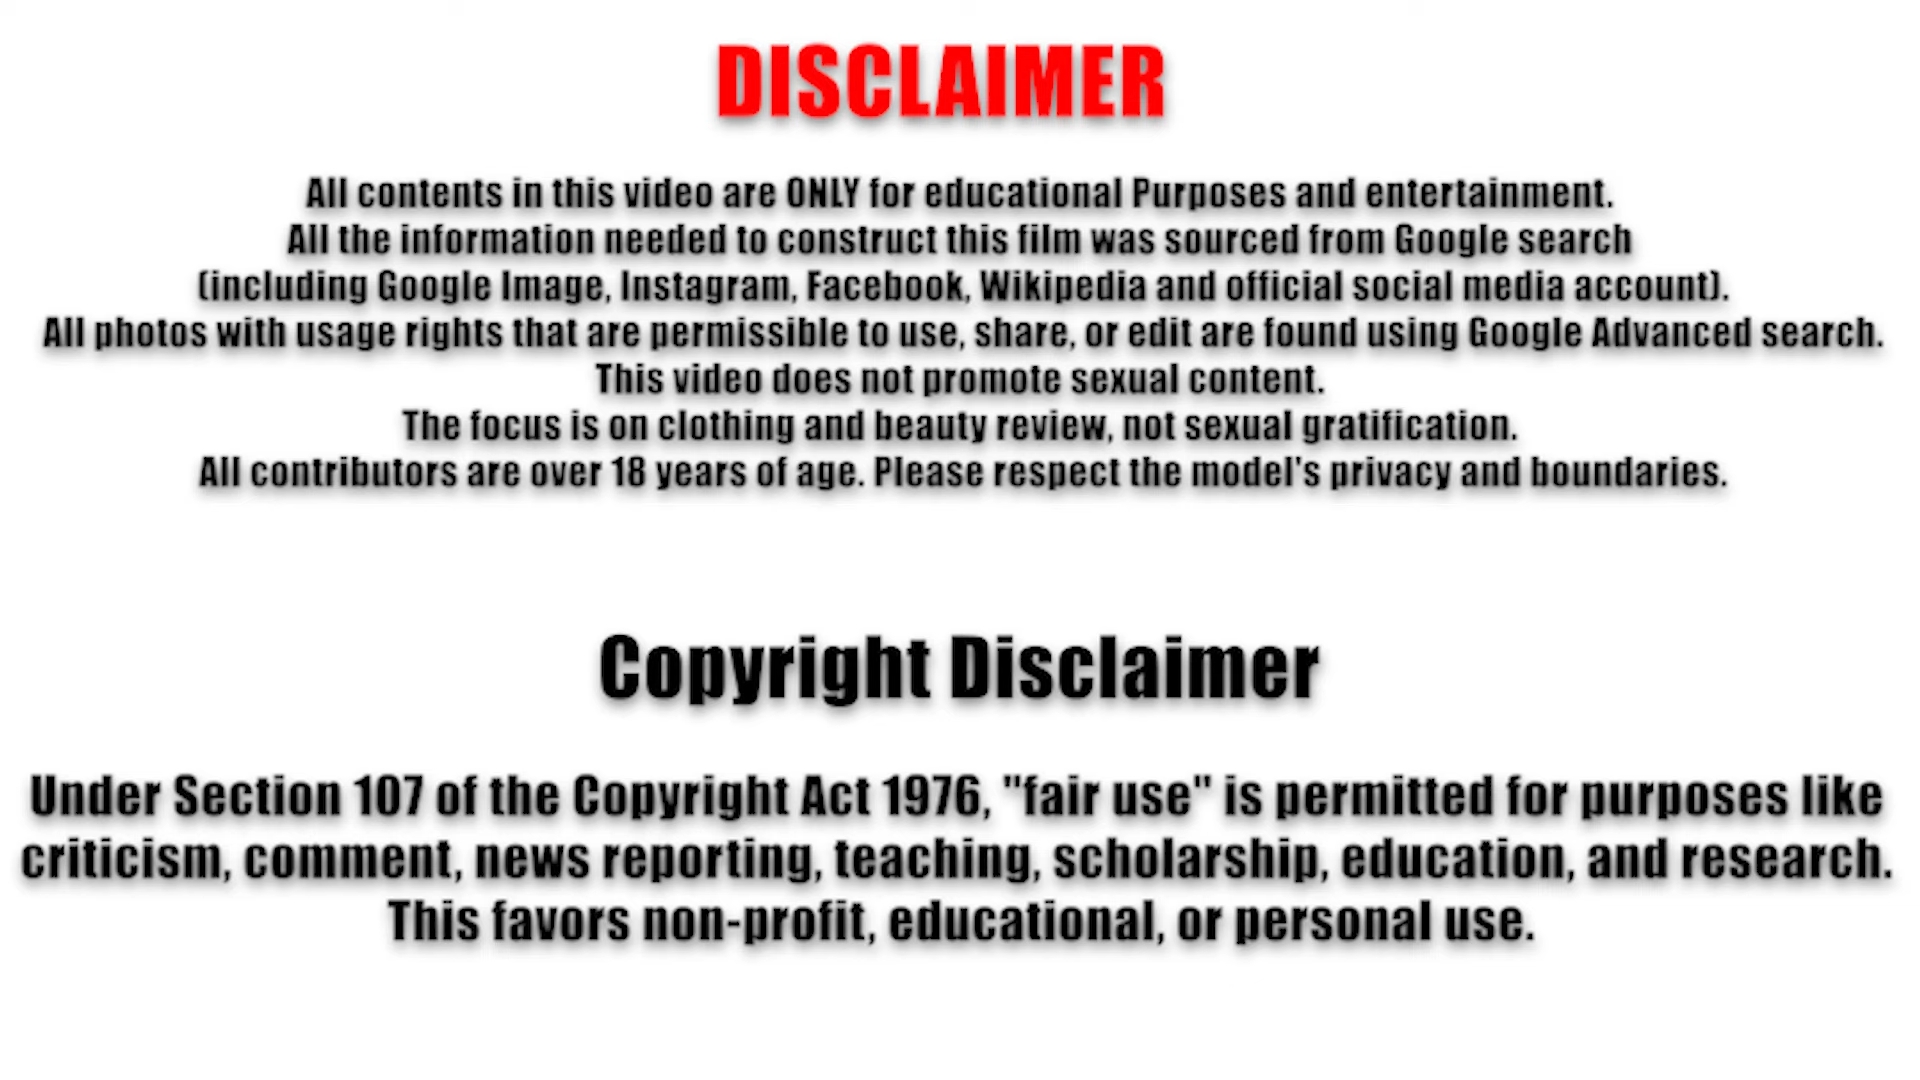 DISCLAIMER
All contents in this video are ONLY for educational Purposes and entertainment.
All the information needed to construct this film was sourced from Google search
(including Google Image, Instagram, Facebook, Wikipedia and official social media account).
All photos with usage rights that are permissible to use, share, or edit are found using Google Advanced search.
This video does not promote sexual content.
The focus is on clothing and beauty review, not sexual gratification.
All contributors are over 18 years of age. Please respect the model's privacy and boundaries.
Copyright Disclaimer
Under Section 107 of the Copyright Act 1976, "fair use" is permitted for purposes like
criticism, comment, news reporting, teaching, scholarship, education, and research.
This favors non-profit, educational, or personal use.